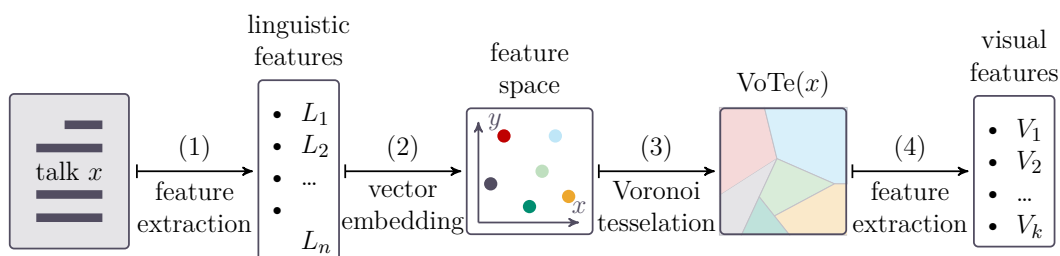 talk x
(1)
feature
extraction
linguistic
features
• L1
• L2
• ...
•
Ln
(2)
vector
embedding
feature
space
y
x
(3)
Voronoi
tesselation
VoTe(x)
(4)
feature
extraction
visual
features
• V1
• V2
• ...
• Vk